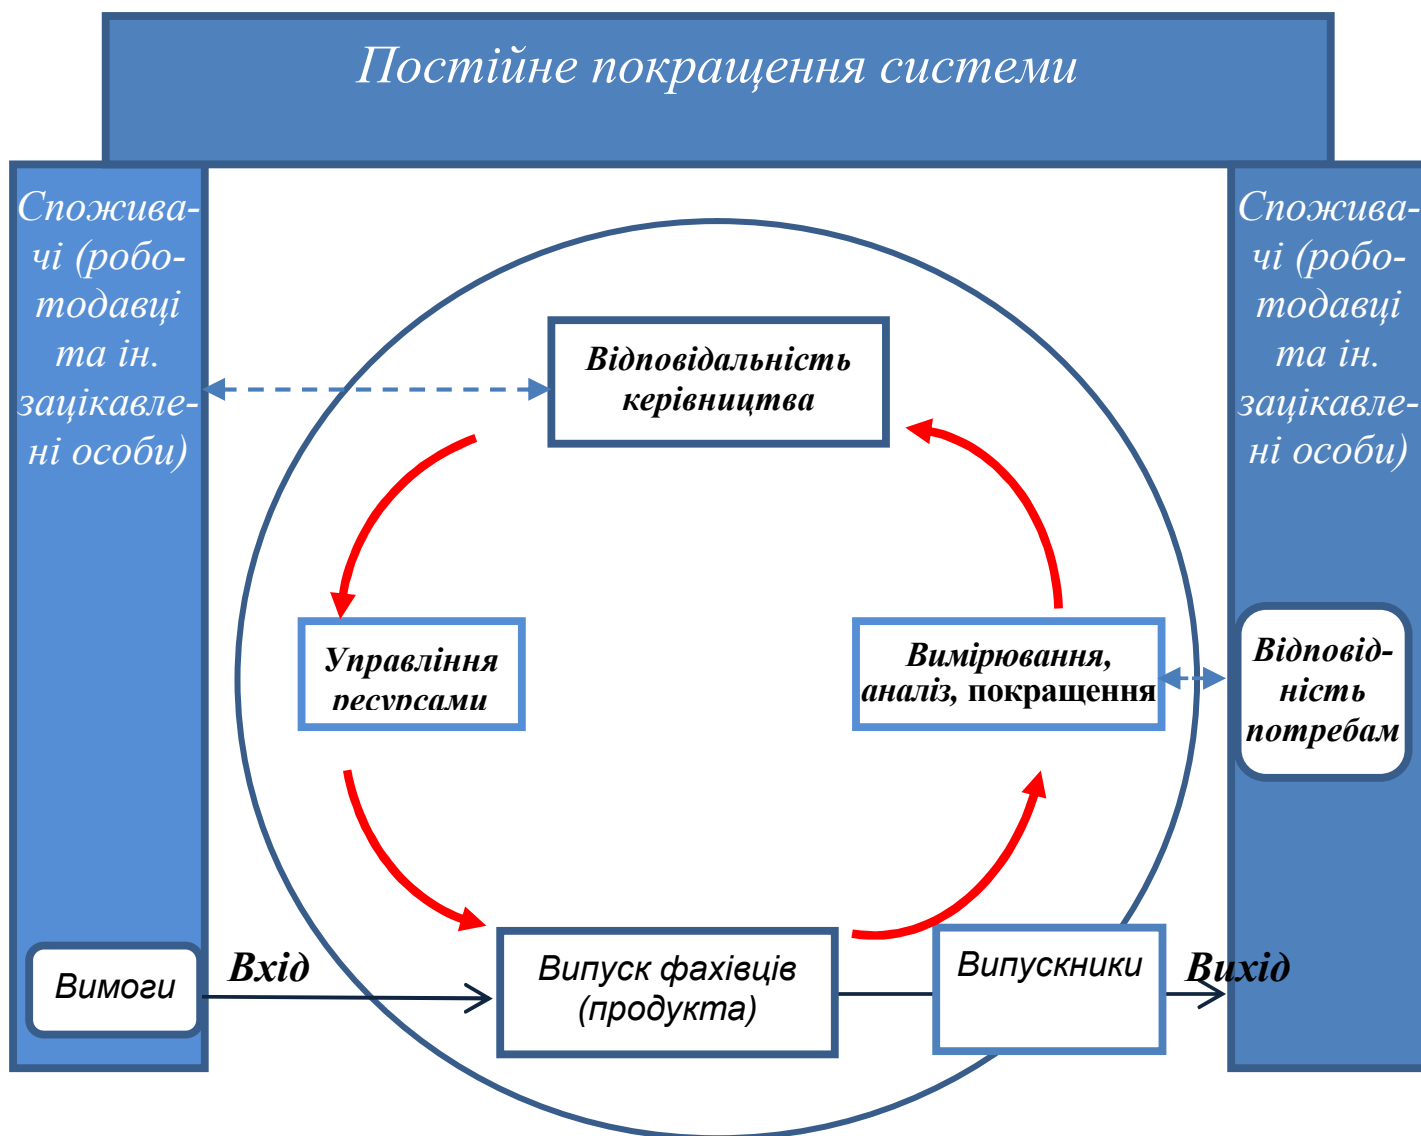 Постійне покращення системи
Спожива-
чі (робо-
тодавці
та ін.
зацікавле-
ні особи)
Спожива-
чі (робо-
тодавці
та ін.
зацікавле-
ні особи)
Відповідальність
керівництва
Управління
ресурсами
Вимірювання,
аналіз, покращення
Відповід-
ність
потребам
Вимоги
Вхід
Випуск фахівців
(продукта)
Випускники
Вихід